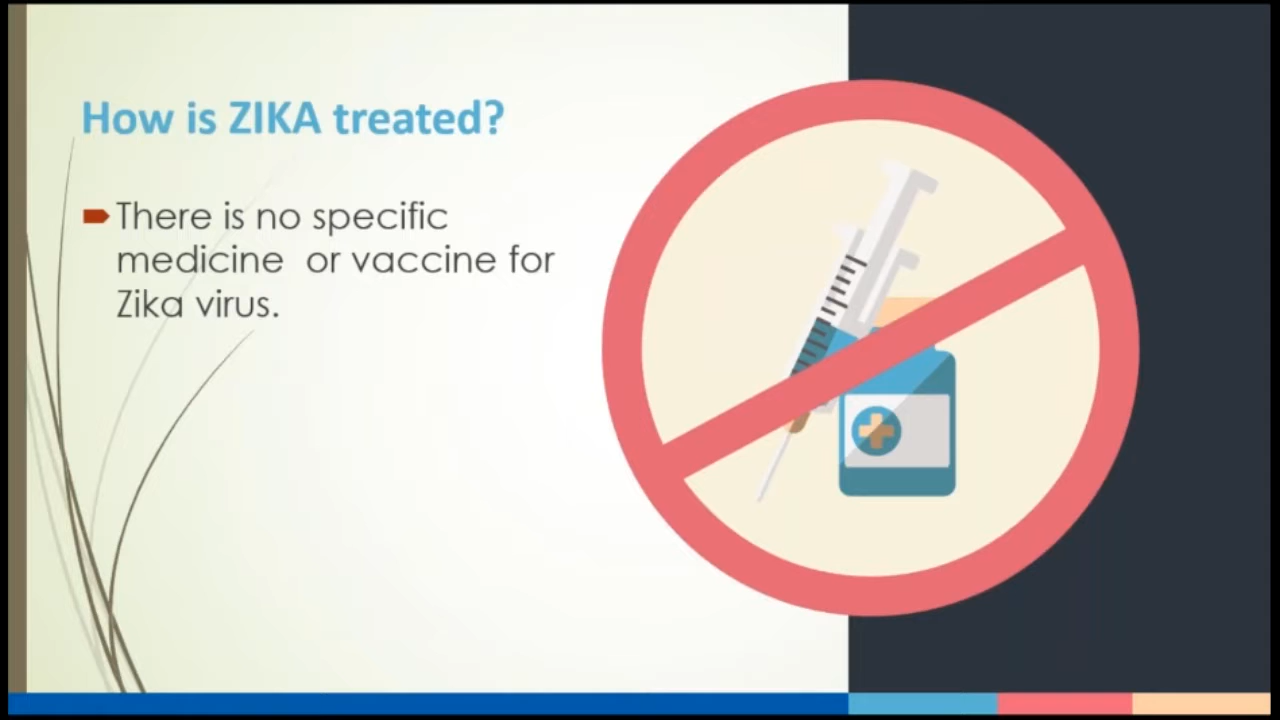 How is ZIKA treated?
There is no specific
medicine  or vaccine for
Zika virus.